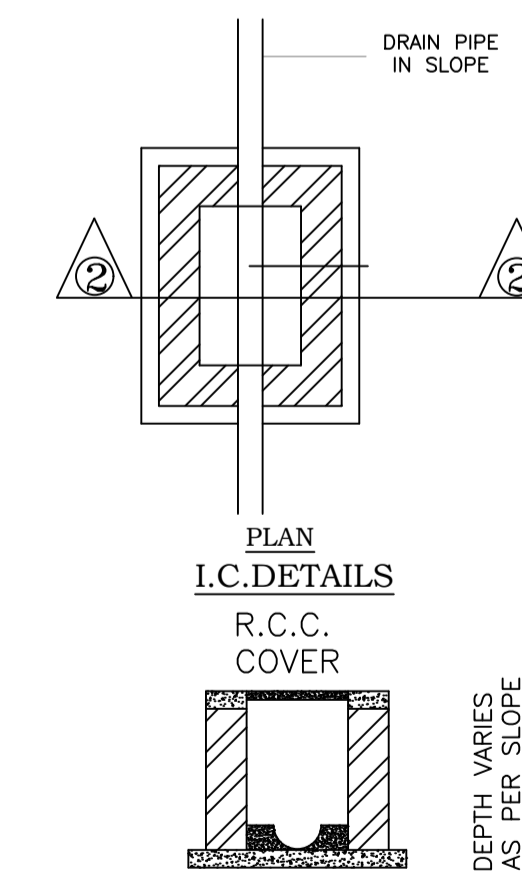 DRAIN PIPE
IN SLOPE
2
2
PLAN
I.C.DETAILS
R.C.C.
COVER
DEPTH VARIES
AS PER SLOPE